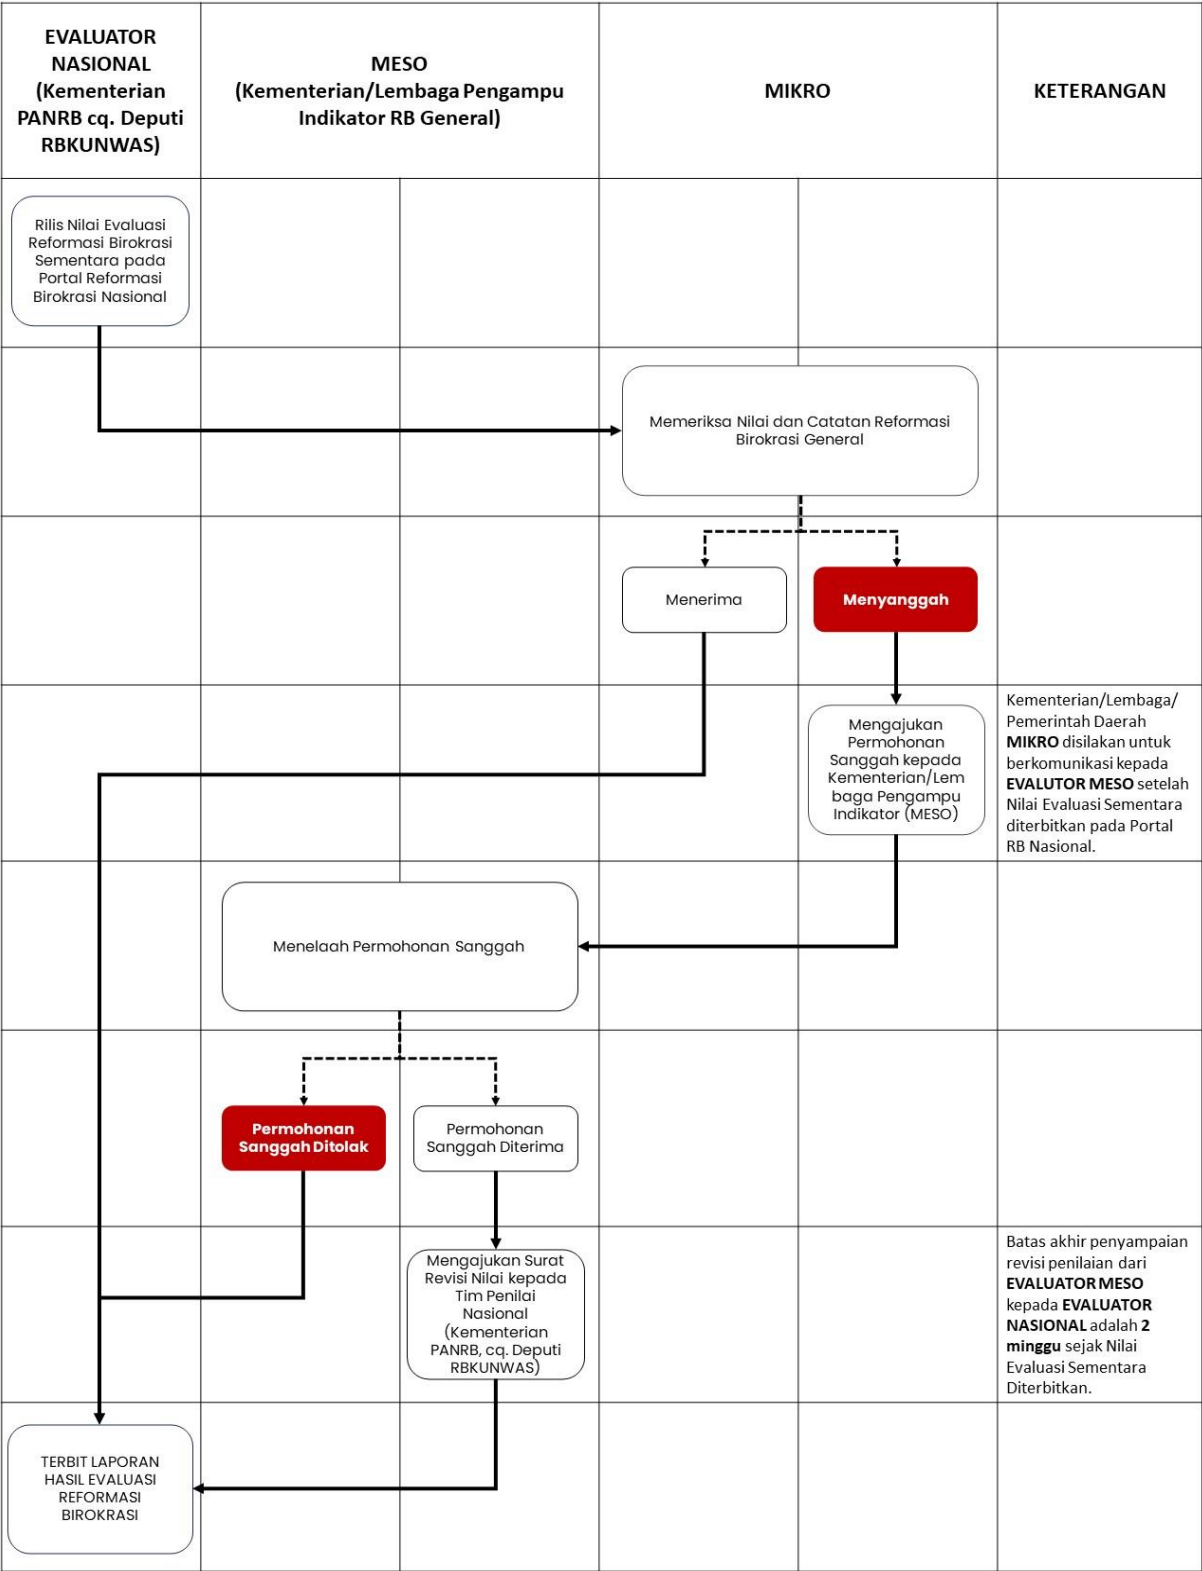 EVALUATOR
NASIONAL
(Kementerian
PANRB cq. Deputi
RBKUNWAS)
MESO
(Kementerian/Lembaga Pengampu
Indikator RB General)
MIKRO
KETERANGAN
Rilis Nilai Evaluasi
Reformasi Birokrasi
Sementara pada
Portal Reformasi
Birokrasi Nasional
Memeriksa Nilai dan Catatan Reformasi
Birokrasi General
Menerima
Menyanggah
Mengajukan
Permohonan
Sanggah kepada
Kementerian/Lem
baga Pengampu
Indikator (MESO)
Kementerian/Lembaga/
Pemerintah Daerah
MIKRO disilakan untuk
berkomunikasi kepada
EVALUTOR MESO setelah
Nilai Evaluasi Sementara
diterbitkan pada Portal
RB Nasional.
Menelaah Permohonan Sanggah
Permohonan
Sanggah Ditolak
Permohonan
Sanggah Diterima
Mengajukan Surat
Revisi Nilai kepada
Tim Penilai
Nasional
(Kementerian
PANRB, cq. Deputi
RBKUNWAS)
Batas akhir penyampaian
revisi penilaian dari
EVALUATOR MESO
kepada EVALUATOR
NASIONAL adalah 2
minggu sejak Nilai
Evaluasi Sementara
Diterbitkan.
TERBIT LAPORAN
HASIL EVALUASI
REFORMASI
BIROKRASI